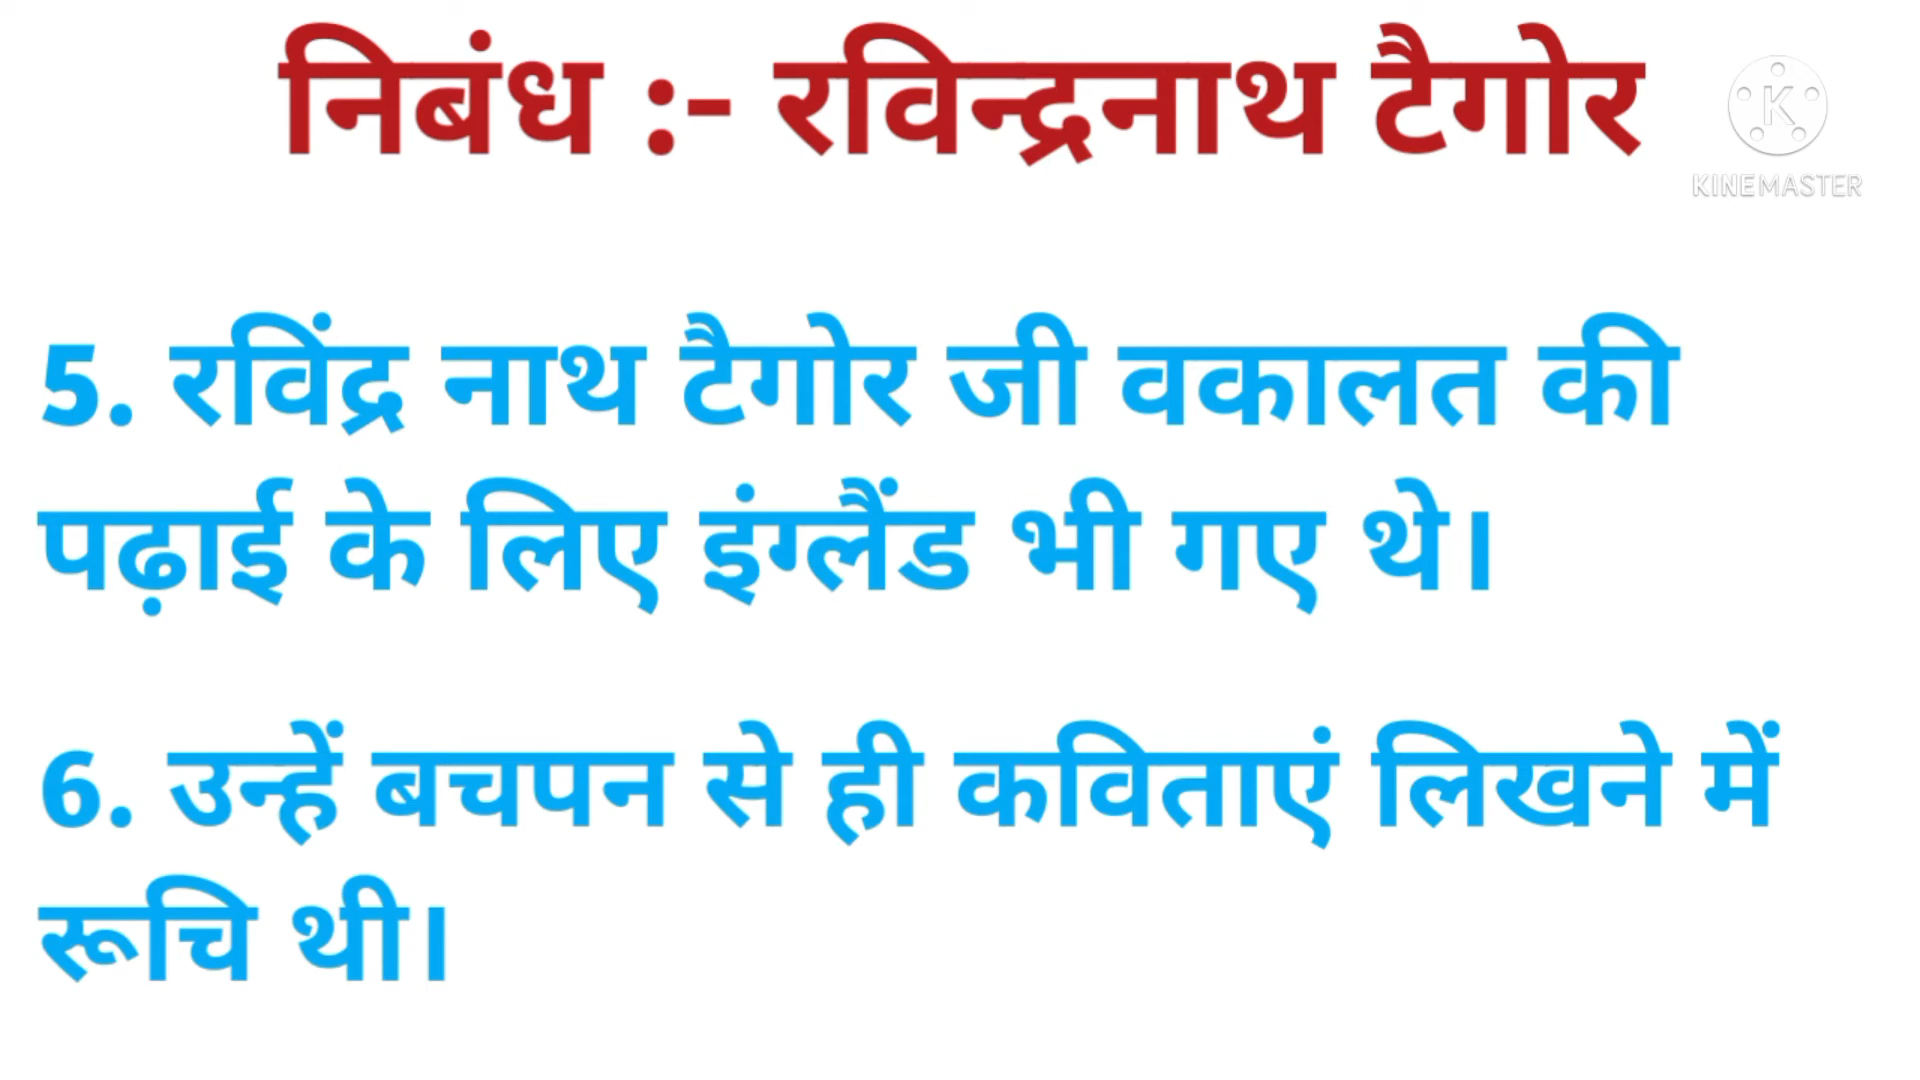 निबंध :- रविन्द्रनाथ टैगोर
KINEMASTER
5. रविंद्र नाथ टैगोर जी वकालत की
पढ़ाई के लिए इंग्लैंड भी गए थे।
6. उन्हें बचपन से ही कविताएं लिखने में
रूचि थी।